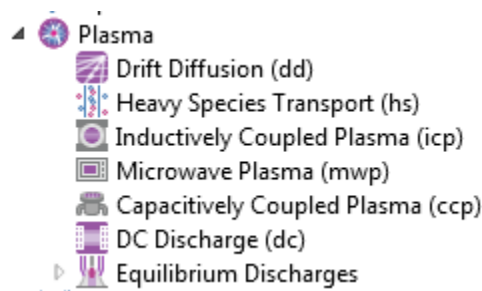 Plasma
Drift Diffusion (dd)
Heavy Species Transport (hs)
Inductively Coupled Plasma (icp)
Microwave Plasma (mwp)
Capacitively Coupled Plasma (ccp)
DC Discharge (dc)
Equilibrium Discharges